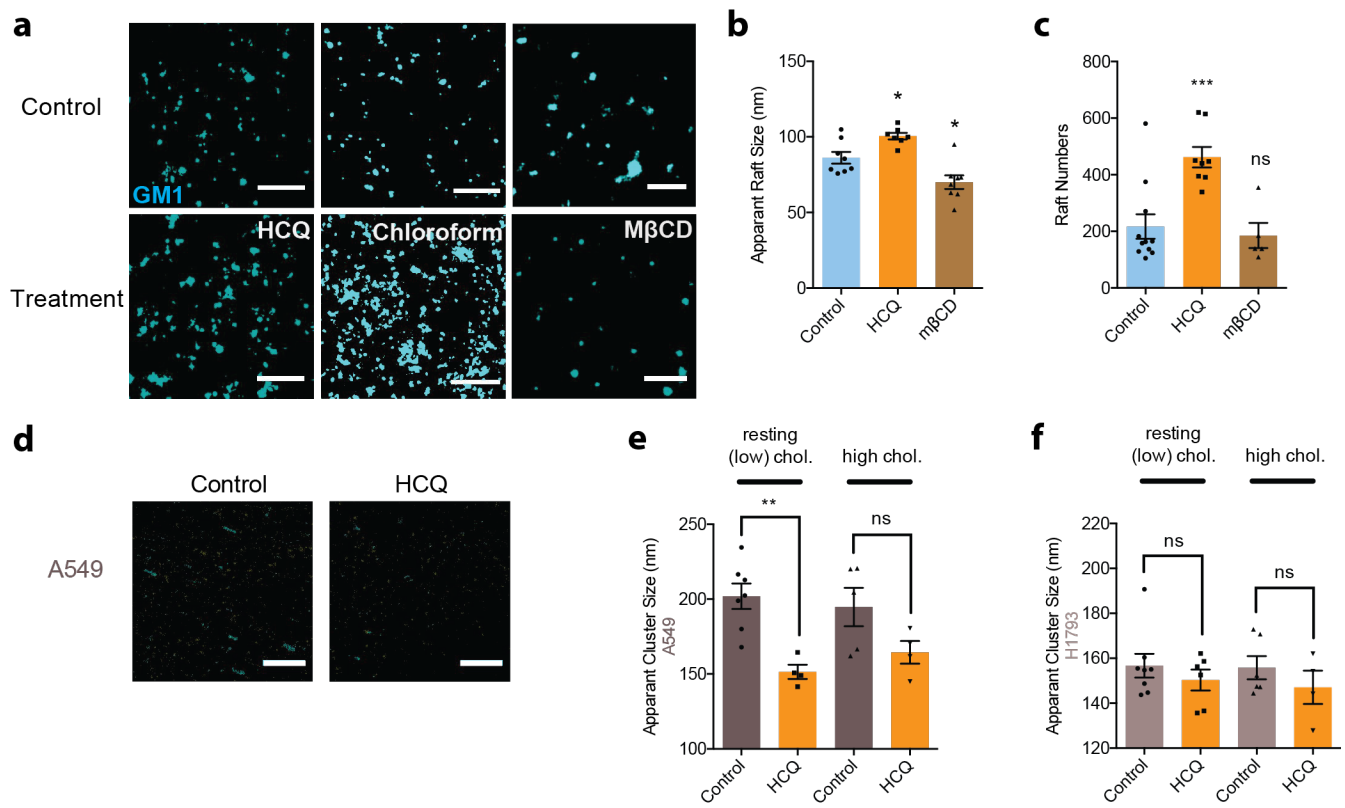 a
Control
GM1
Treatment
HCQ
Chloroform
MβCD
b
Apparant Raft Size (nm)
150
100
50
0
*
*
Control
HCQ
mβCD
c
Raft Numbers
800
600
400
200
0
***
ns
Control
HCQ
mβCD
d
Control
HCQ
A549
e
resting
(low) chol.
high chol.
Apparant Cluster Size (nm)
A549
250
200
150
100
**
ns
Control
HCQ
Control
HCQ
f
resting
(low) chol.
high chol.
Apparant Cluster Size (nm)
H1793
220
200
180
160
140
120
ns
ns
Control
HCQ
Control
HCQ